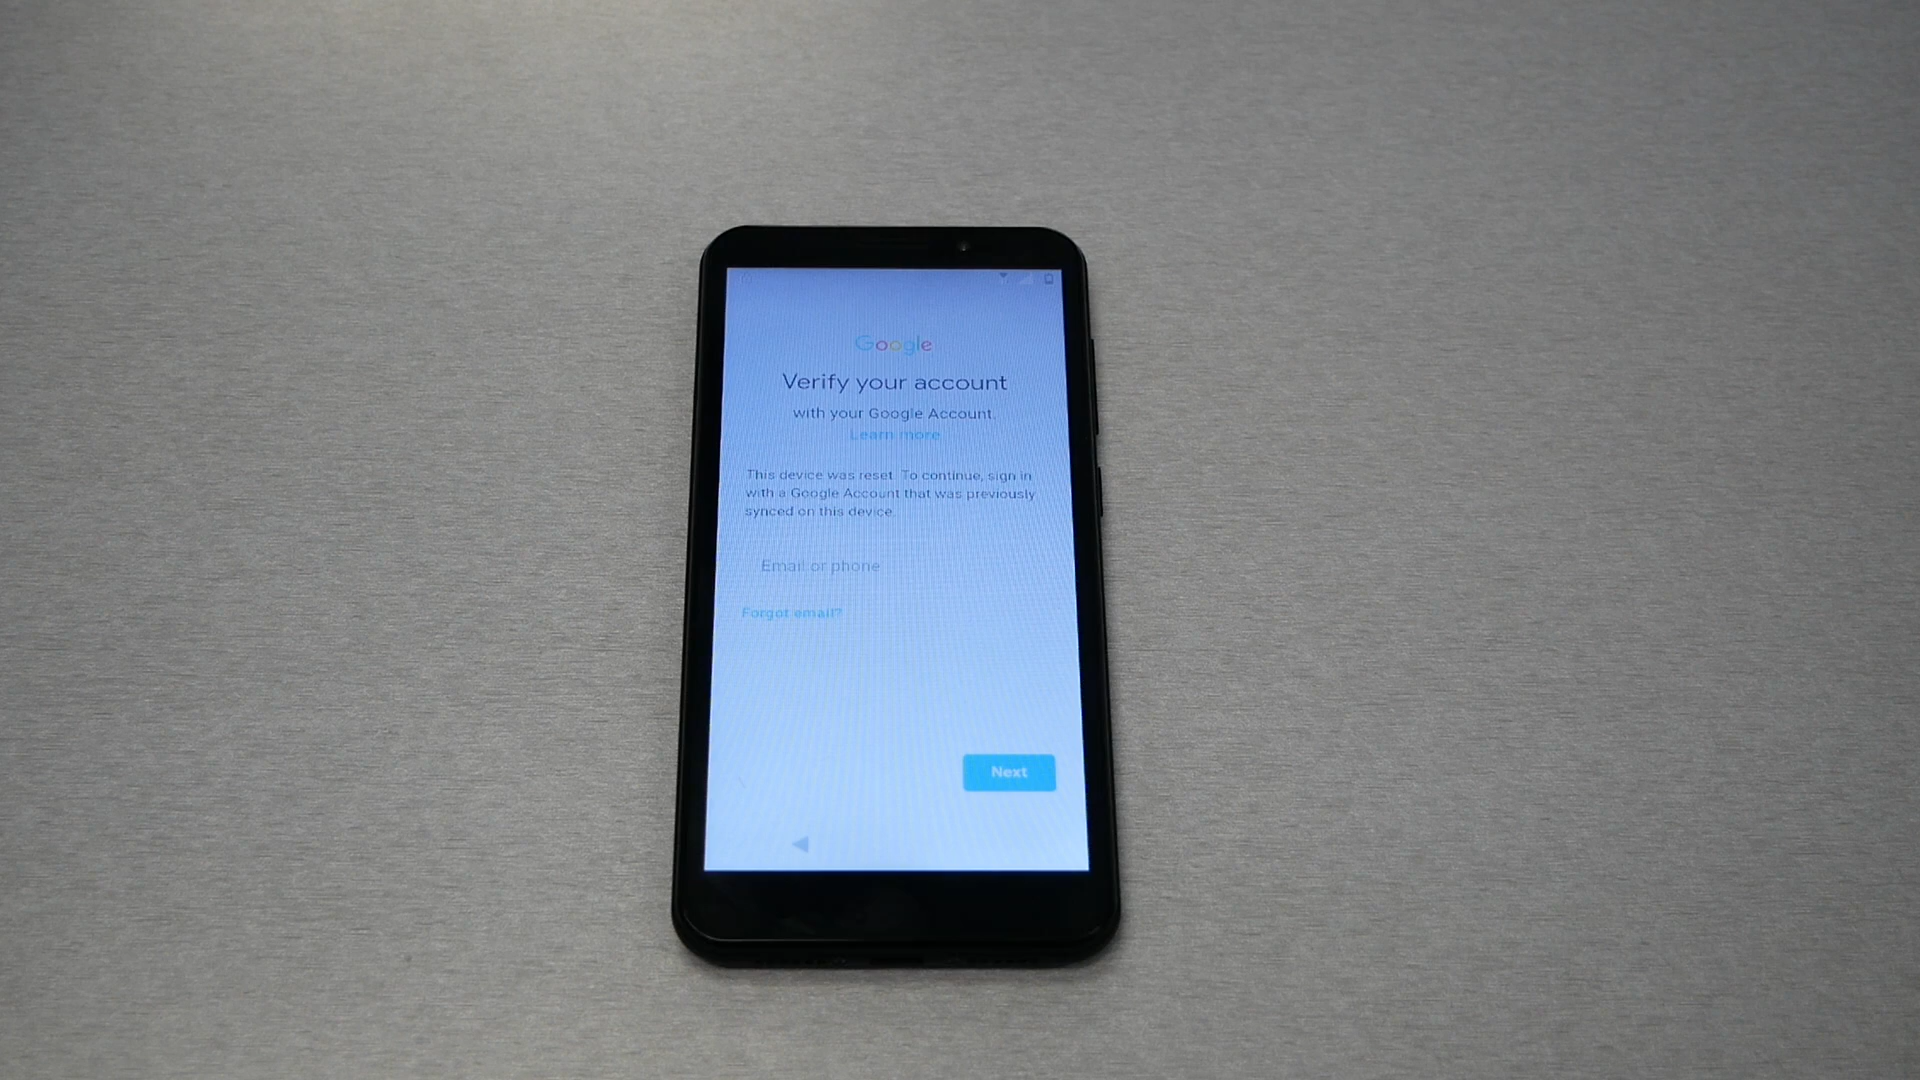 Google
Verify your account
with your Google Account.
Learn more
This device was reset. To continue, sign in
with a Google Account that was previously
synced on this device.
Email or phone
Forgot email?
Next